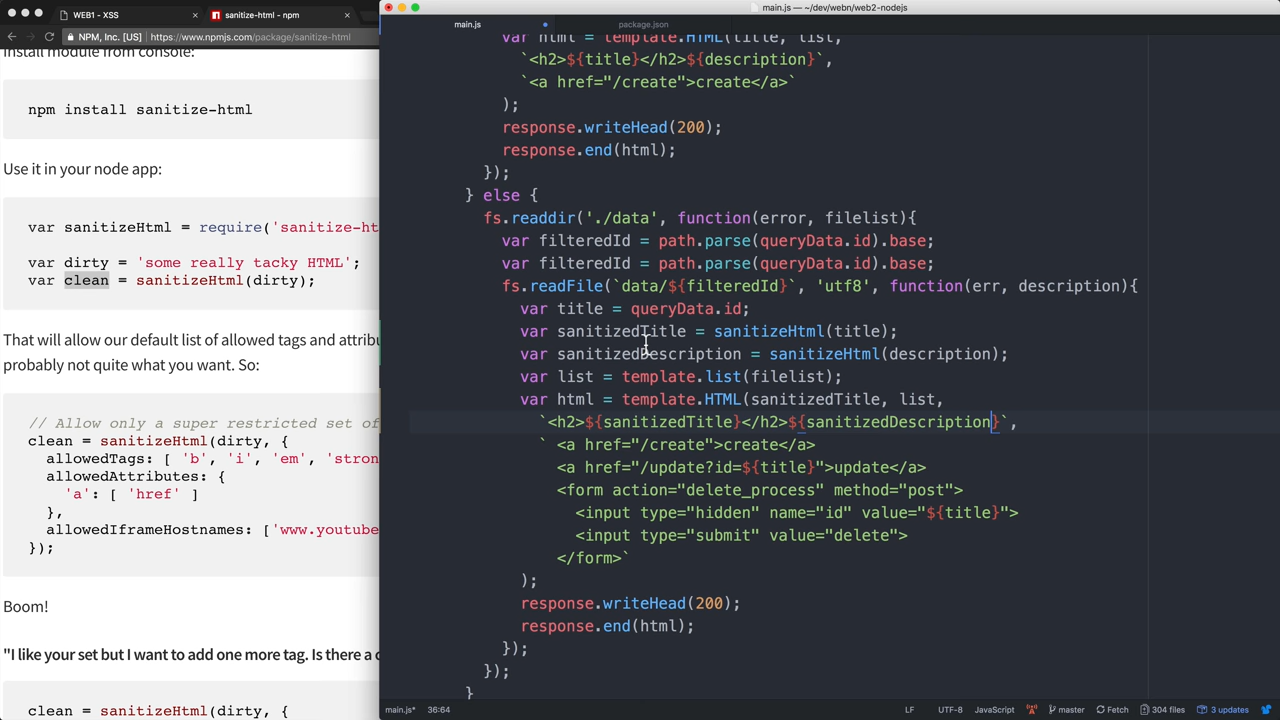 WEB1 - XSS
sanitize-html - npm
NPM, Inc. [US] https://www.npmjs.com/package/sanitize-html
Install module from console:
npm install sanitize-html
Use it in your node app:
var sanitizeHtml = require('sanitize-ht
var dirty = 'some really tacky HTML';
var clean = sanitizeHtml(dirty);
That will allow our default list of allowed tags and attribu
probably not quite what you want. So:
// Allow only a super restricted set of
clean = sanitizeHtml(dirty, {
allowedTags: [ 'b', 'i', 'em', 'stron
allowedAttributes: {
'a': [ 'href' ]
},
allowedIframeHostnames: ['www.youtube
});
Boom!
"I like your set but I want to add one more tag. Is there a
clean = sanitizeHtml(dirty, {
main.js — ~/dev/webn/web2-nodejs
main.js
package.json
var html = template.HTML(title, list,
`<h2>${title}</h2>${description}`,
`<a href="/create">create</a>`
);
response.writeHead(200);
response.end(html);
});
} else {
fs.readdir('./data', function(error, filelist){
var filteredId = path.parse(queryData.id).base;
var filteredId = path.parse(queryData.id).base;
fs.readFile(`data/${filteredId}`, 'utf8', function(err, description){
var title = queryData.id;
var sanitizedTitle = sanitizeHtml(title);
var sanitizedDescription = sanitizeHtml(description);
var list = template.list(filelist);
var html = template.HTML(sanitizedTitle, list,
`<h2>${sanitizedTitle}</h2>${sanitizedDescription}`,
` <a href="/create">create</a>
<a href="/update?id=${title}">update</a>
<form action="delete_process" method="post">
<input type="hidden" name="id" value="${title}">
<input type="submit" value="delete">
</form>`
);
response.writeHead(200);
response.end(html);
});
});
}
main.js* 36:64
LF UTF-8 JavaScript master Fetch 304 files 3 updates